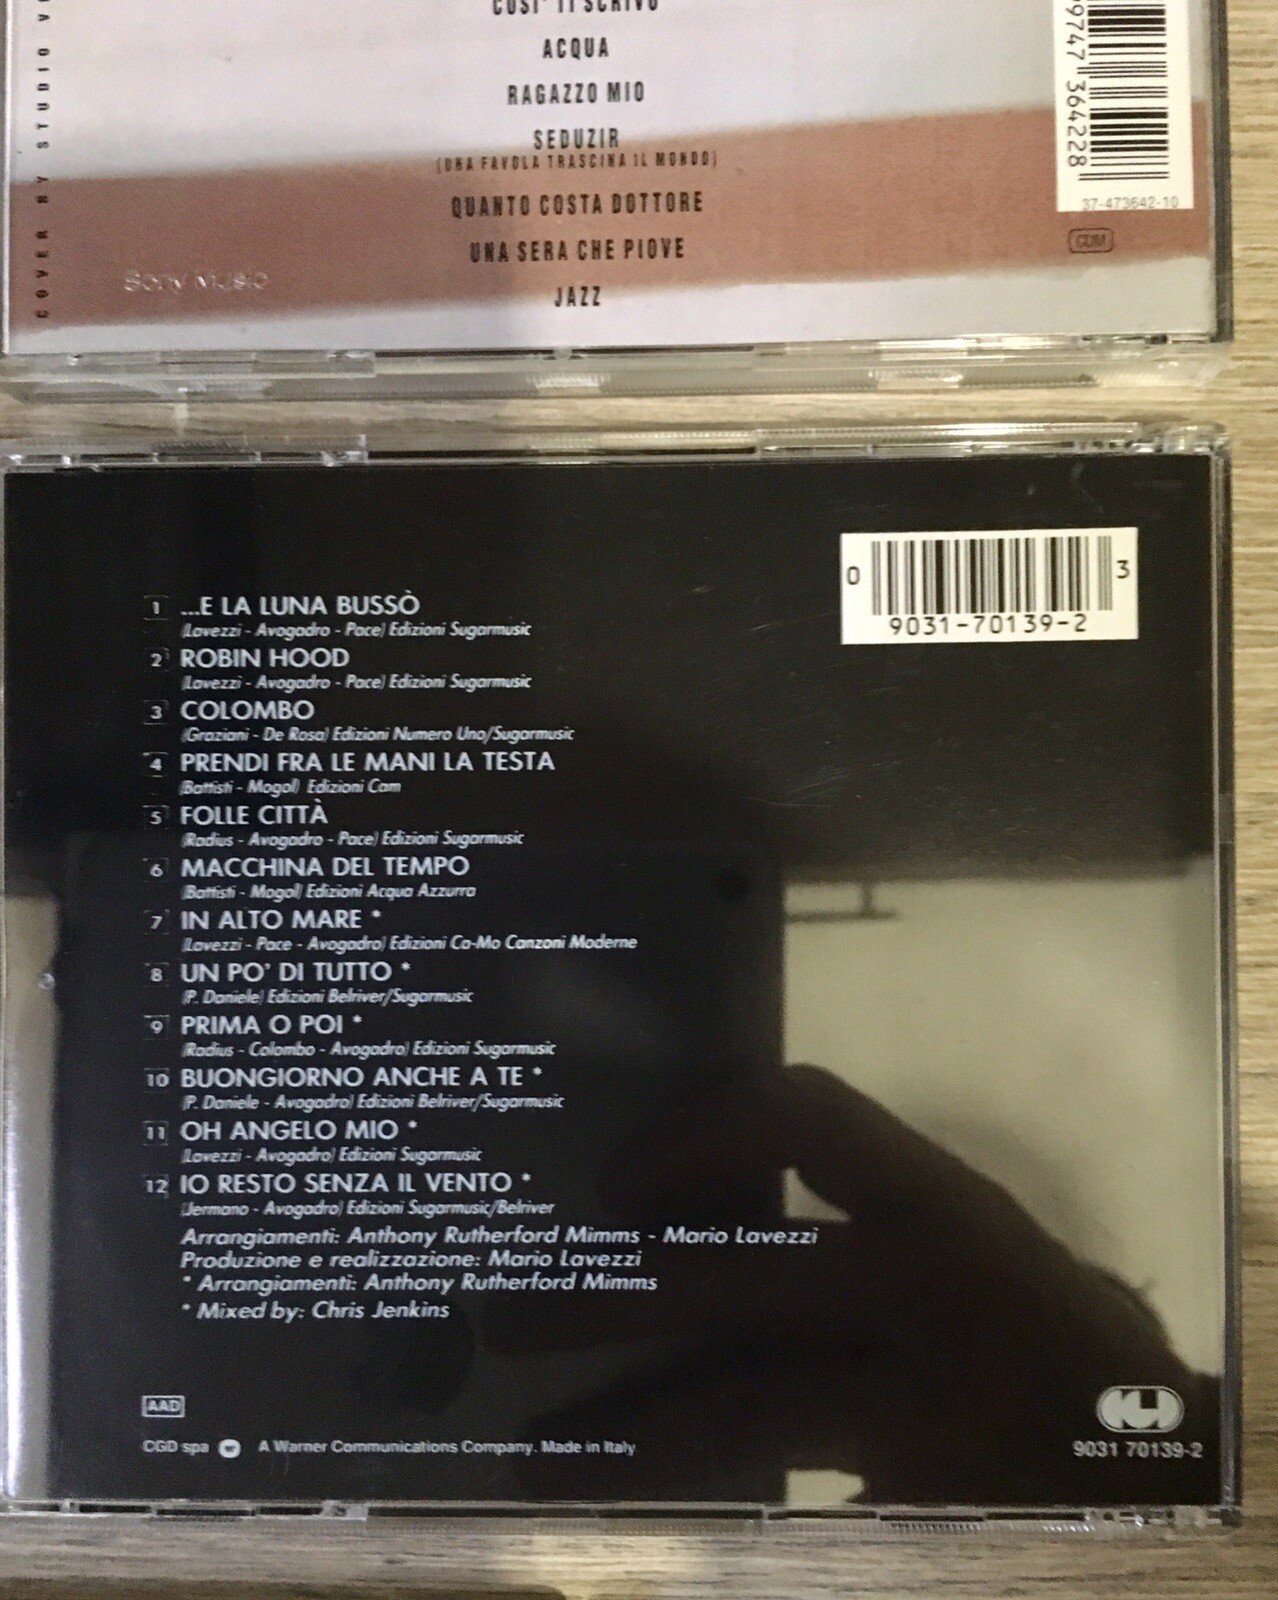 COSI' TI SCRIVO
ACQUA
RAGAZZO MIO
SEDUZIR
(UNA FAVOLA TRASCINA IL MONDO)
QUANTO COSTA DOTTORE
UNA SERA CHE PIOVE
JAZZ
COVER BY STUDIO
Sony Music
99747 364228
37-473642-10
CDM
0 3
9031-70139-2
1 ...E LA LUNA BUSSÒ
(Lavezzi - Avogadro - Pace) Edizioni Sugarmusic
2 ROBIN HOOD
(Lavezzi - Avogadro - Pace) Edizioni Sugarmusic
3 COLOMBO
(Graziani - De Rosa) Edizioni Numero Uno/Sugarmusic
4 PRENDI FRA LE MANI LA TESTA
(Battisti - Mogol) Edizioni Cam
5 FOLLE CITTÀ
(Radius - Avogadro - Pace) Edizioni Sugarmusic
6 MACCHINA DEL TEMPO
(Battisti - Mogol) Edizioni Acqua Azzurra
7 IN ALTO MARE *
(Lavezzi - Pace - Avogadro) Edizioni Ca-Mo Canzoni Moderne
8 UN PO' DI TUTTO *
(P. Daniele) Edizioni Belriver/Sugarmusic
9 PRIMA O POI *
(Radius - Colombo - Avogadro) Edizioni Sugarmusic
10 BUONGIORNO ANCHE A TE *
(P. Daniele - Avogadro) Edizioni Belriver/Sugarmusic
11 OH ANGELO MIO *
(Lavezzi - Avogadro) Edizioni Sugarmusic
12 IO RESTO SENZA IL VENTO *
(Jermano - Avogadro) Edizioni Sugarmusic/Belriver
Arrangiamenti: Anthony Rutherford Mimms - Mario Lavezzi
Produzione e realizzazione: Mario Lavezzi
* Arrangiamenti: Anthony Rutherford Mimms
* Mixed by: Chris Jenkins
AAD
CGD spa A Warner Communications Company. Made in Italy
9031 70139-2